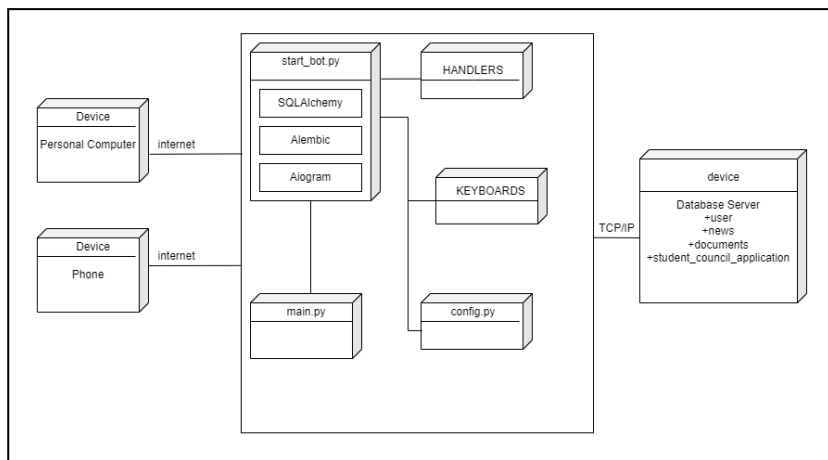 start_bot.py
SQLAlchemy
Alembic
Aiogram
HANDLERS
Device
Personal Computer
internet
KEYBOARDS
device
Database Server
+user
+news
+documents
+student_council_application
TCP/IP
Device
Phone
internet
main.py
config.py